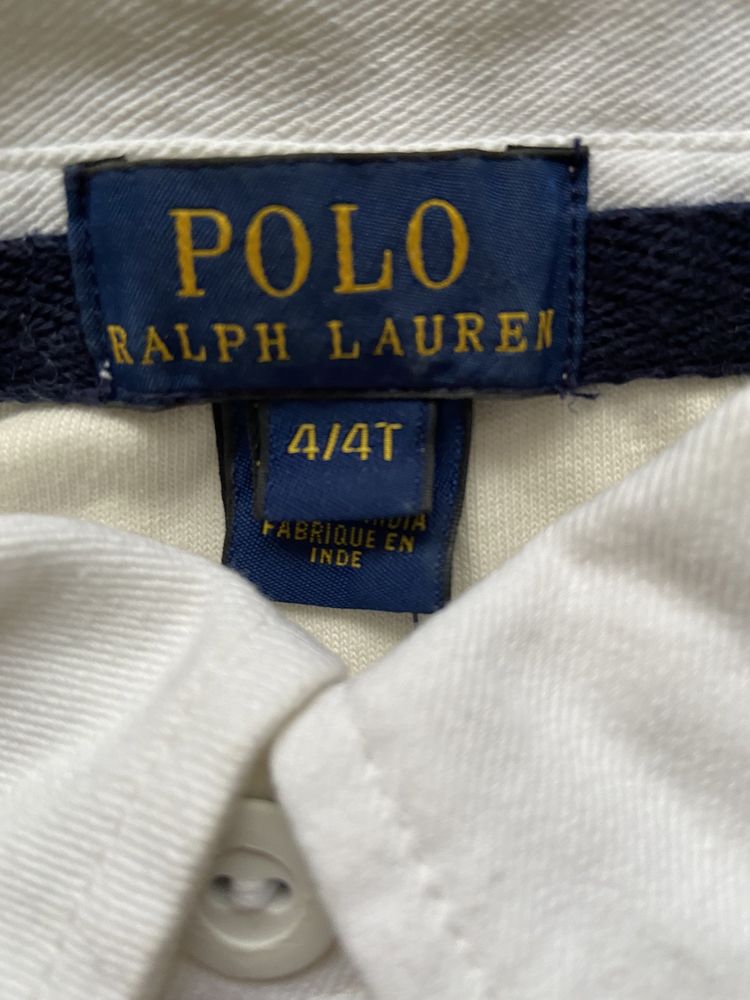 POLO
RALPH LAUREN
4/4T
FABRIQUE EN
INDE